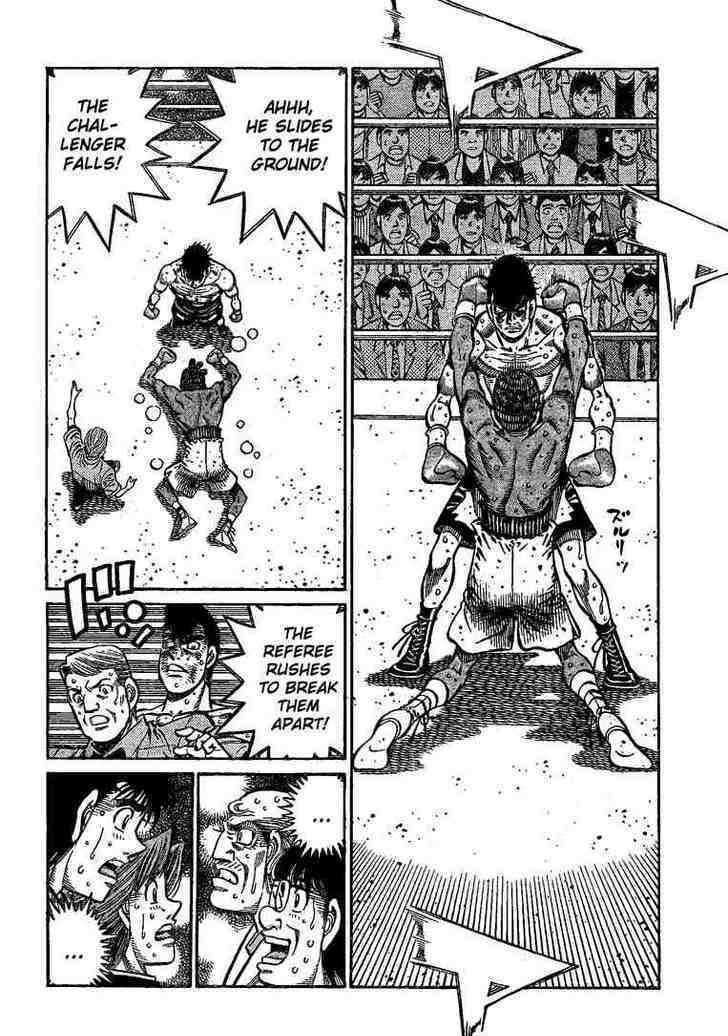 ズルリッ
AHHH,
HE SLIDES
TO THE
GROUND!
THE
CHAL-
LENGER
FALLS!
THE
REFEREE
RUSHES
TO BREAK
THEM
APART!
...
...